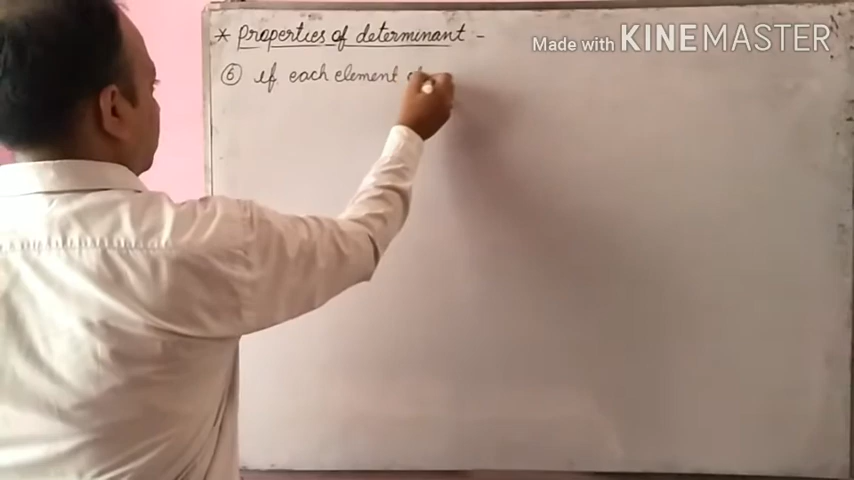 * Properties of determinant :-
Made with KINEMASTER
⑥ if each element